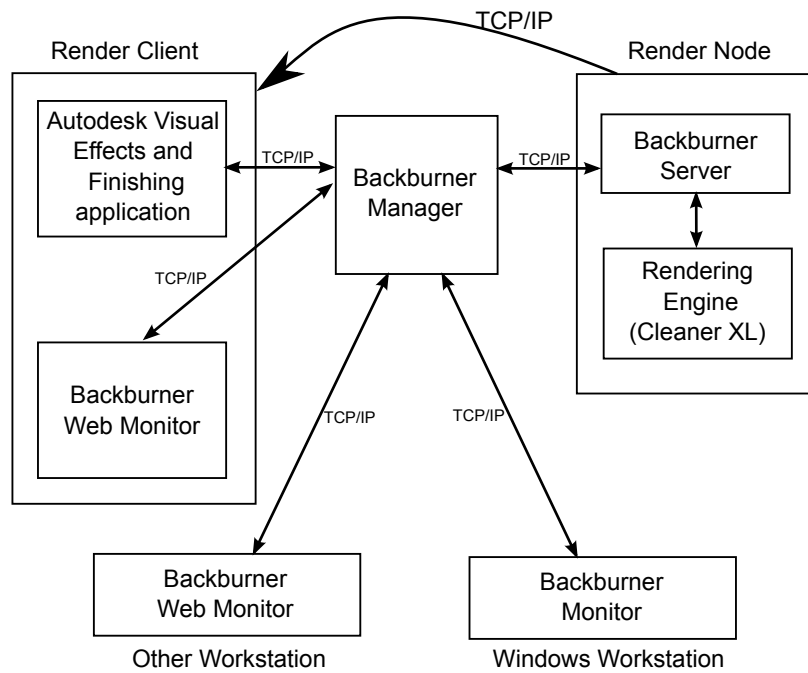 TCP/IP
Render Client
Render Node
Autodesk Visual
Effects and
Finishing
application
TCP/IP
Backburner
Manager
TCP/IP
Backburner
Server
TCP/IP
Rendering
Engine
(Cleaner XL)
Backburner
Web Monitor
TCP/IP
TCP/IP
Backburner
Web Monitor
Backburner
Monitor
Other Workstation
Windows Workstation